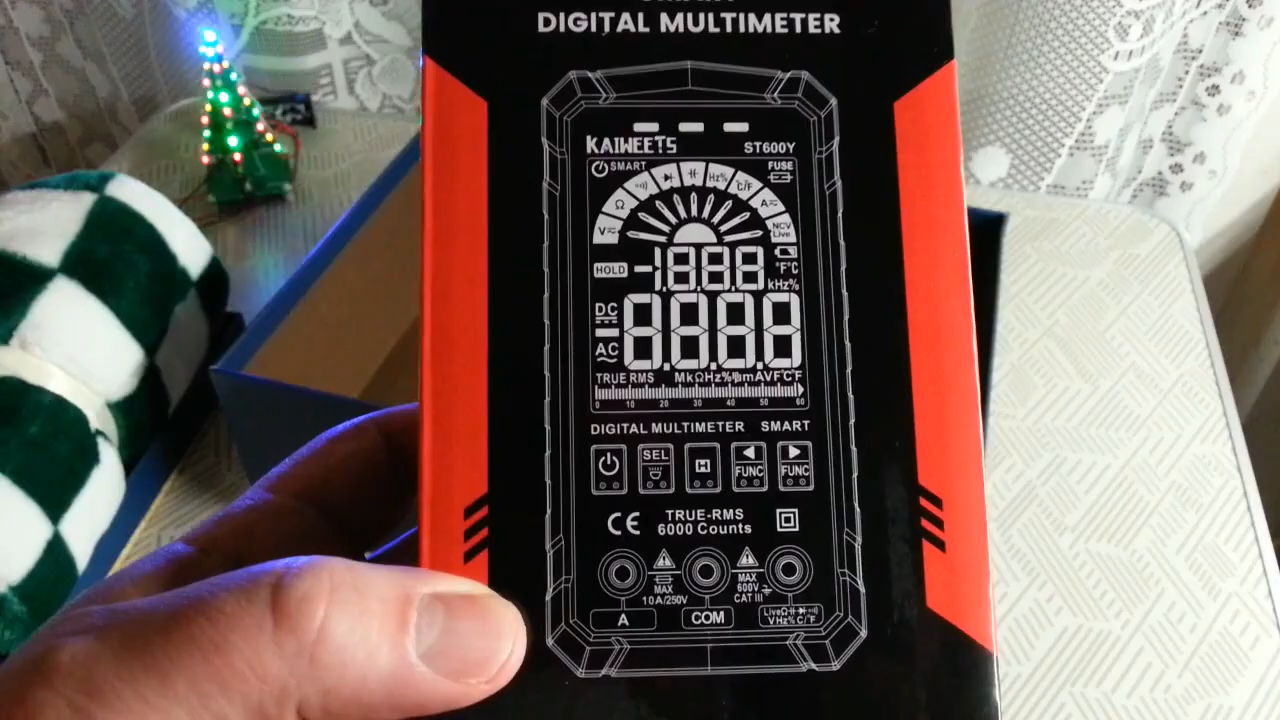 DIGITAL MULTIMETER
KAIWEETS ST600Y
SMART FUSE
V Ω Hz% °C/F A NCV Live
HOLD -1.8.8.8 °F°C
kHz%
DC 8.8.8.8
AC
TRUE RMS MkΩHz%
0 10 20 30 40 50 60
DIGITAL MULTIMETER SMART
SEL H ◀ FUNC ▶ FUNC
CE TRUE-RMS
6000 Counts
MAX 10A/250V
MAX 600V CAT III
A COM LiveΩ
VHz%°C/°F